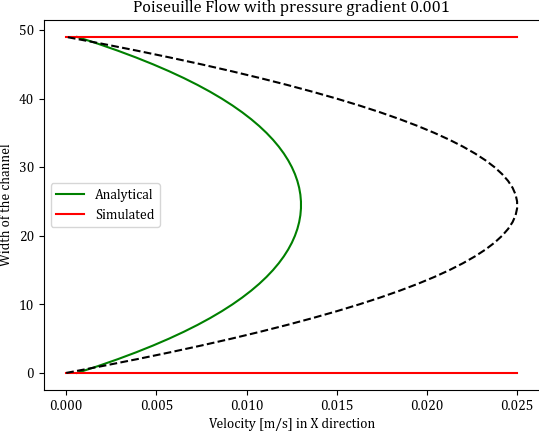 Poiseuille Flow with pressure gradient 0.001
Width of the channel
50
40
30
20
10
0
Analytical
Simulated
0.000 0.005 0.010 0.015 0.020 0.025
Velocity [m/s] in X direction